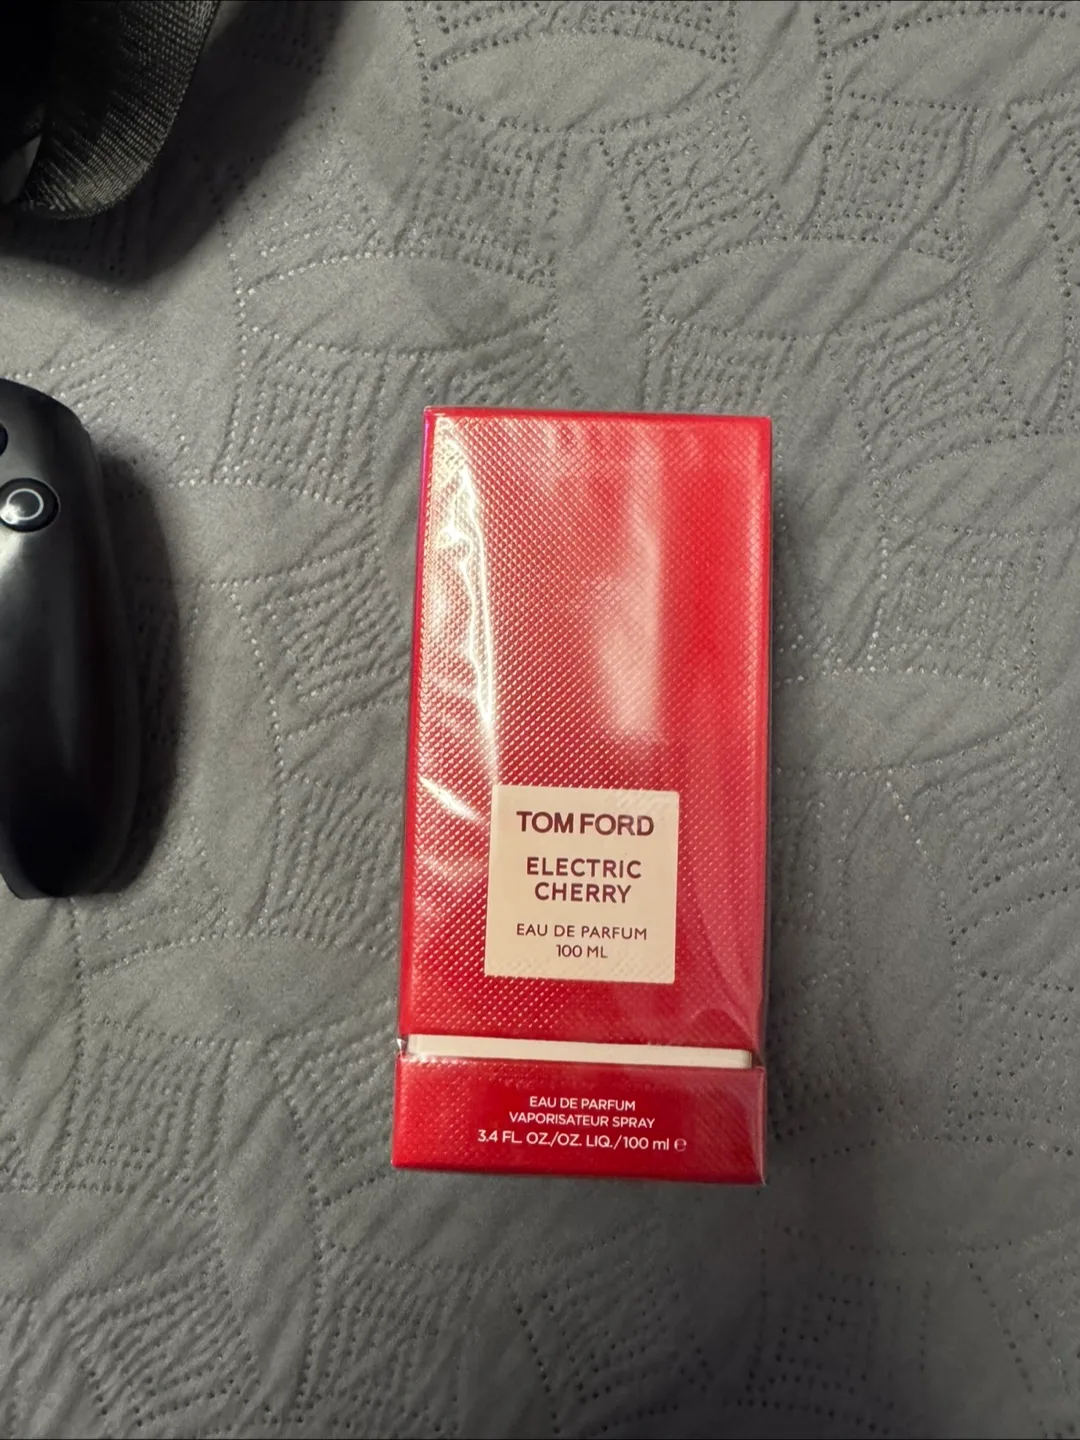 TOM FORD
ELECTRIC
CHERRY
EAU DE PARFUM
100 ML
EAU DE PARFUM
VAPORISATEUR SPRAY
3.4 FL. OZ./OZ. LIQ./100 ml ℮